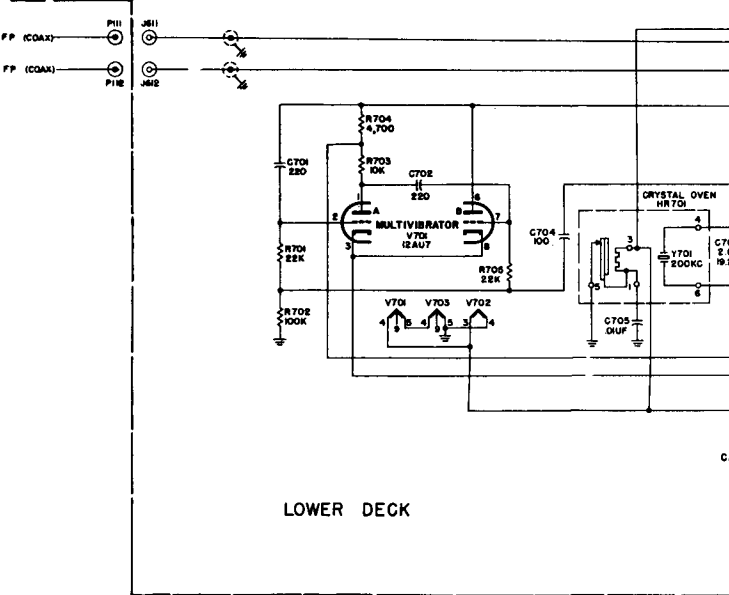 P111 J611
FP (COAX)
FP (COAX)
P112 J612
R704
4,700
C701
220
R703
10K
C702
220
1
6
A
B
2
MULTIVIBRATOR
7
V701
12AU7
3
8
R701
22K
R705
22K
R702
100K
C704
100
CRYSTAL OVEN
HR701
4
3
Y701
200KC
5
1
6
C705
.01UF
V701 V703 V702
4 9 5 4 9 5 3 4
LOWER DECK